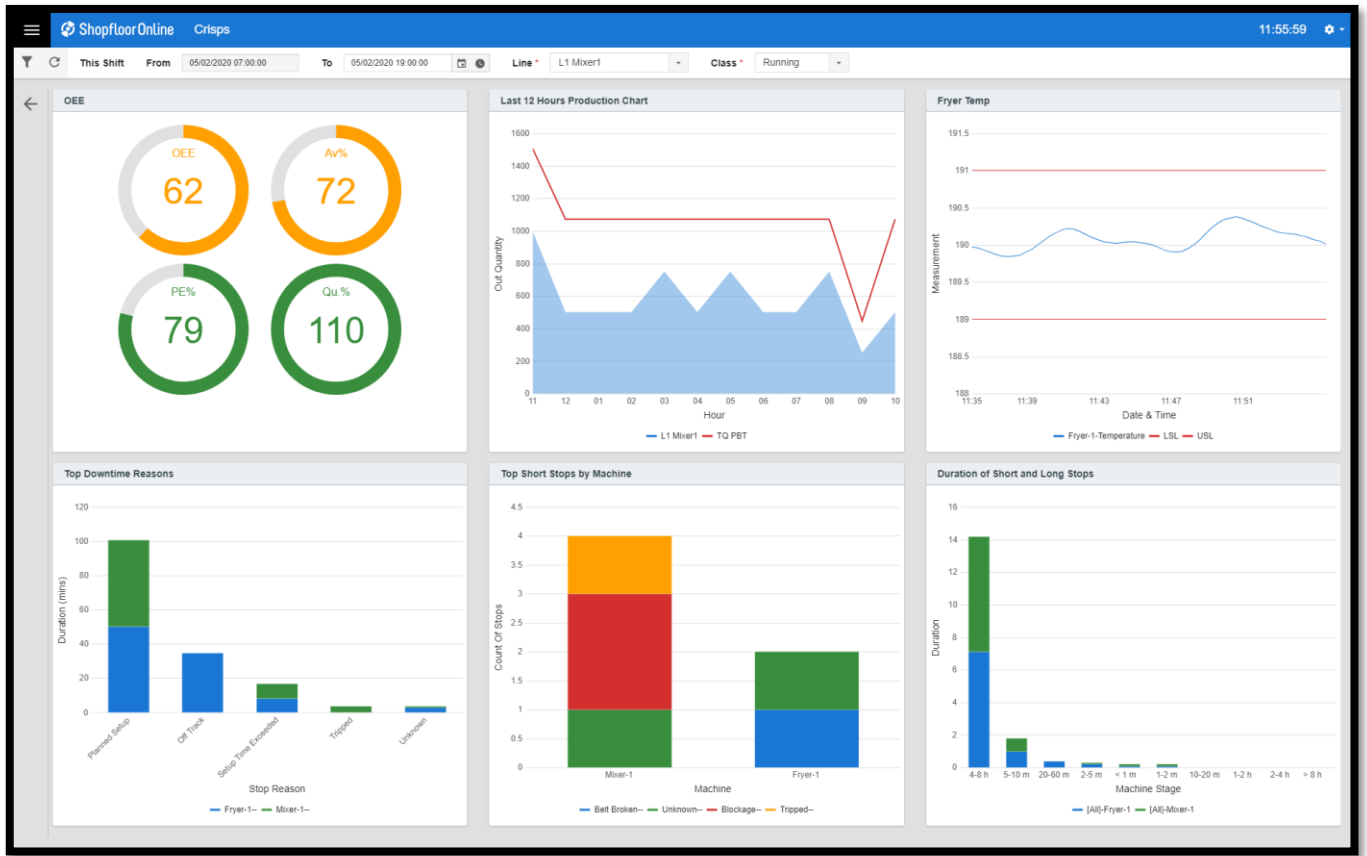 ShopfloorOnline Crisps 11:55:59
This Shift From 05/02/2020 07:00:00 To 05/02/2020 19:00:00 Line * L1 Mixer1 Class * Running
OEE
OEE
62
Av%
72
PE%
79
Qu.%
110
Last 12 Hours Production Chart
1600
1400
1200
1000
800
600
400
200
0
Out Quantity
11 12 01 02 03 04 05 06 07 08 09 10
Hour
L1 Mixer1 TQ PBT
Fryer Temp
191.5
191
190.5
190
189.5
189
188.5
188
Measurement
11:35 11:39 11:43 11:47 11:51
Date & Time
Fryer-1-Temperature LSL USL
Top Downtime Reasons
120
100
80
60
40
20
0
Duration (mins)
Planned Setup Off Track Setup Time Exceeded Tripped Unknown
Stop Reason
Fryer-1-- Mixer-1--
Top Short Stops by Machine
4.5
4
3.5
3
2.5
2
1.5
1
0.5
0
Count Of Stops
Mixer-1 Fryer-1
Machine
Belt Broken-- Unknown-- Blockage-- Tripped--
Duration of Short and Long Stops
16
14
12
10
8
6
4
2
0
Duration
4-8 h 5-10 m 20-60 m 2-5 m < 1 m 1-2 m 10-20 m 1-2 h 2-4 h > 8 h
Machine Stage
[All]-Fryer-1 [All]-Mixer-1